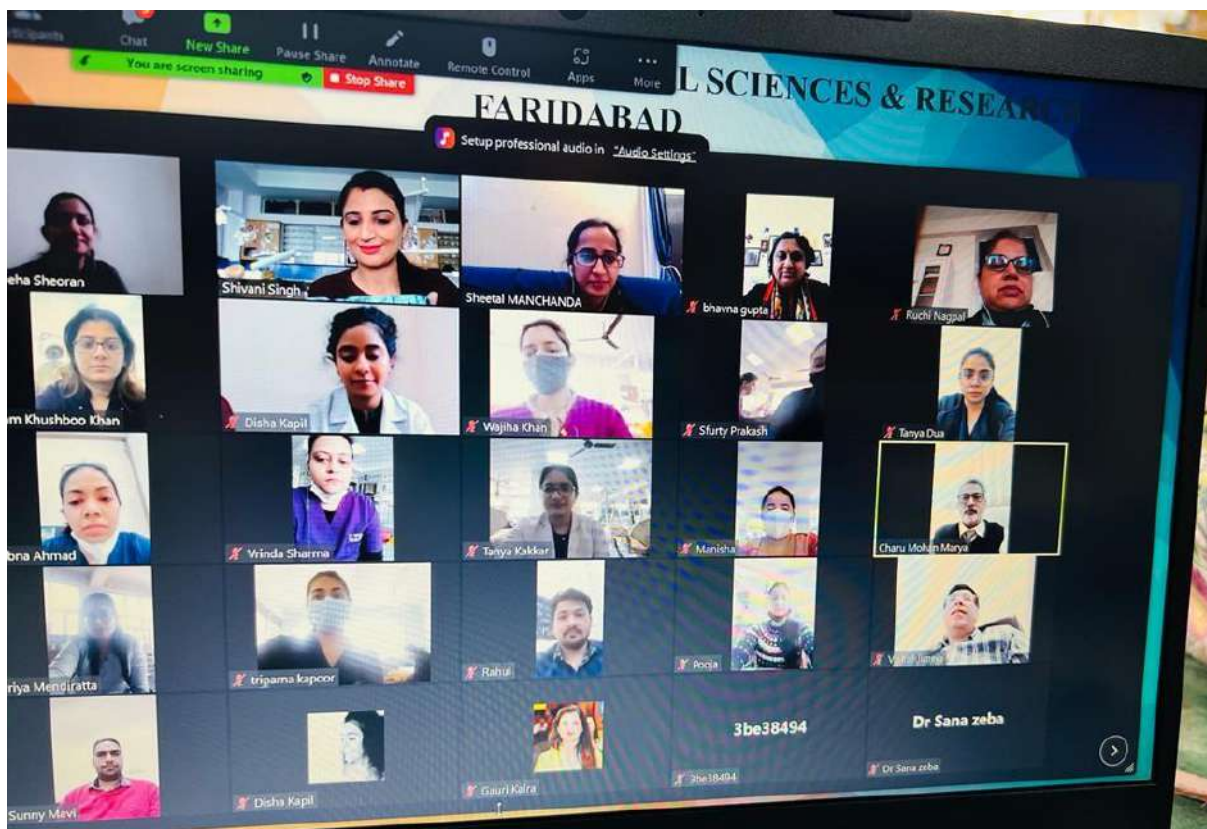 Participants
Chat
New Share
Pause Share
Annotate
Remote Control
Apps
More
You are screen sharing
Stop Share
L SCIENCES & RESEARCH
FARIDABAD
Setup professional audio in "Audio Settings"
eha Sheoran
Shivani Singh
Sheetal MANCHANDA
bhavna gupta
Ruchi Nagpal
m Khushboo Khan
Disha Kapil
Wajiha Khan
Sfurty Prakash
Tanya Dua
bna Ahmad
Vrinda Sharma
Tanya Kakkar
Manisha
Charu Mohan Marya
riya Mendiratta
triparna kapoor
Rahul
Pooja
Sunny Mavi
Disha Kapil
Gauri Kalra
3be38494
3be38494
Dr Sana zeba
Dr Sana zeba